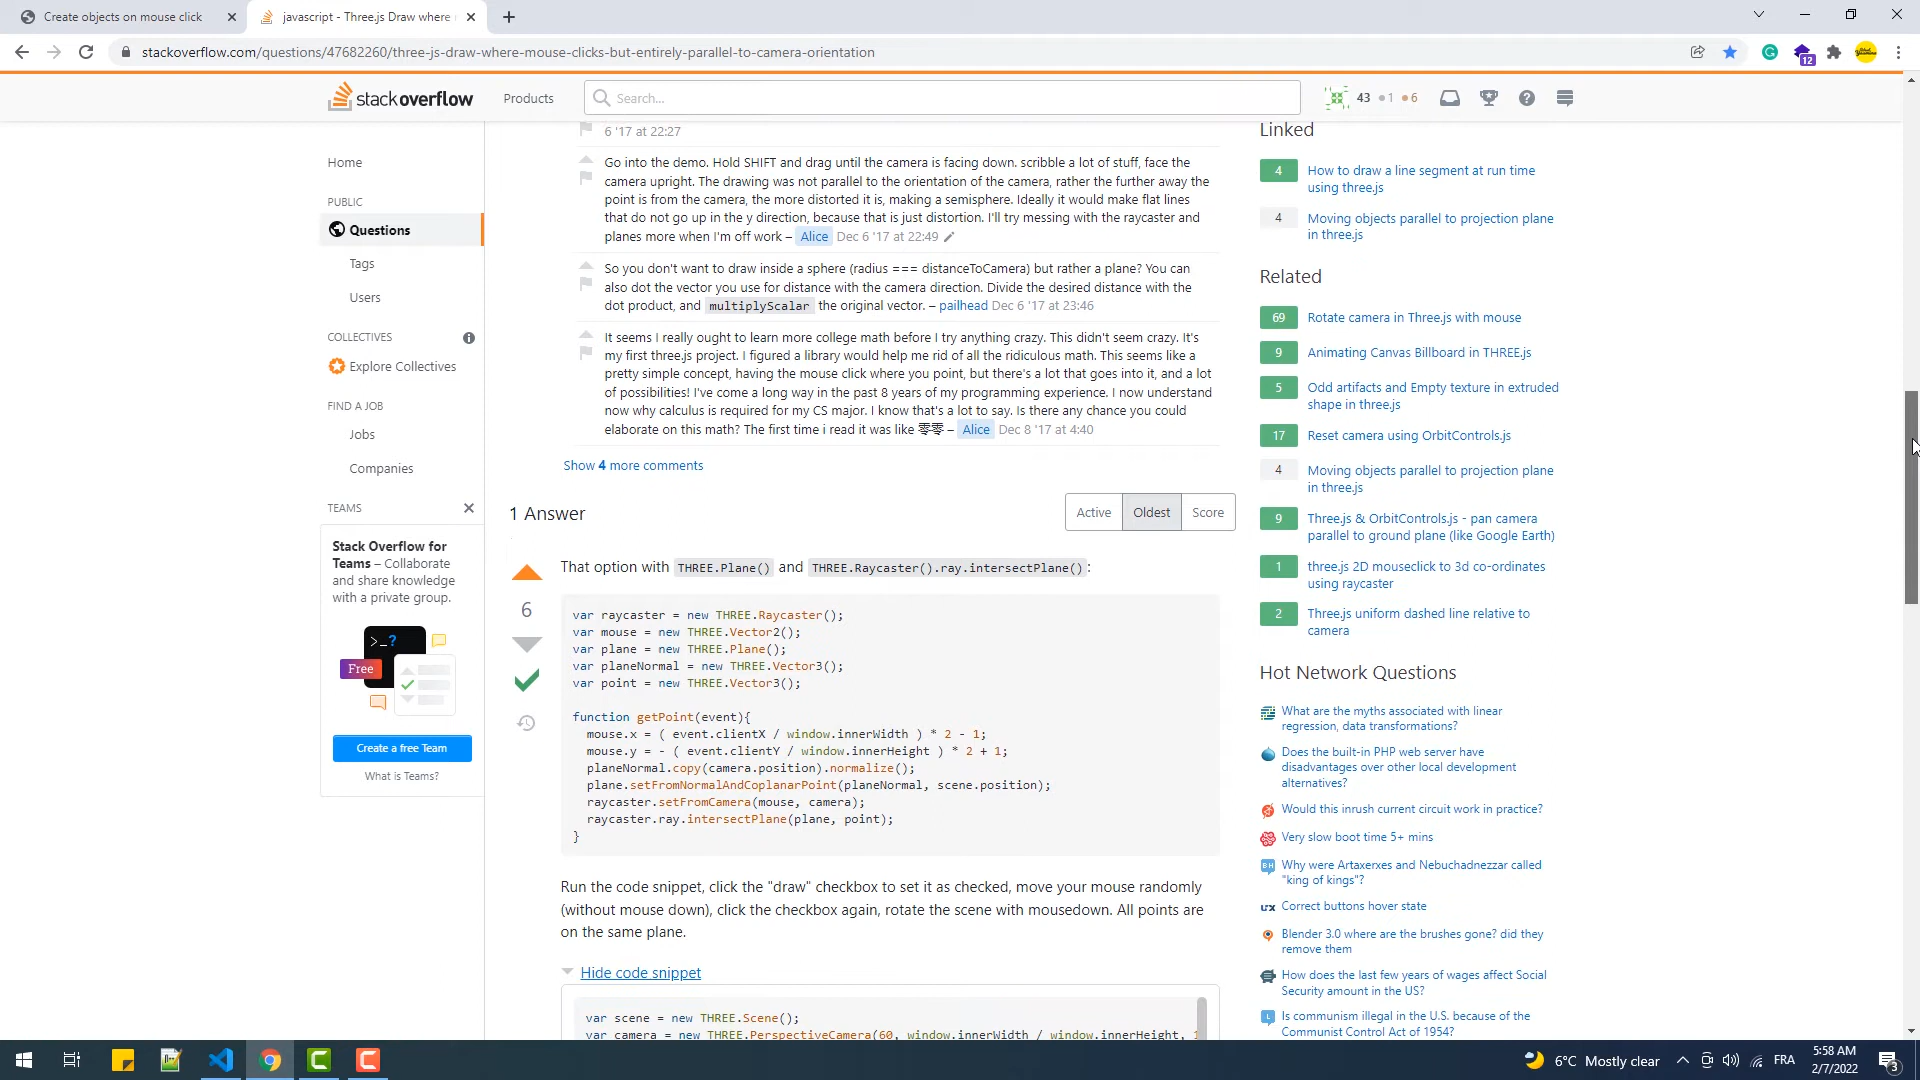 Create objects on mouse click
javascript - Three.js Draw where
stackoverflow.com/questions/47682260/three-js-draw-where-mouse-clicks-but-entirely-parallel-to-camera-orientation
12
stackoverflow
Products
Search...
43
1
6
Home
PUBLIC
Questions
Tags
Users
COLLECTIVES
Explore Collectives
FIND A JOB
Jobs
Companies
TEAMS
Stack Overflow for
Teams – Collaborate
and share knowledge
with a private group.
>_?
Free
Create a free Team
What is Teams?
6 '17 at 22:27
Go into the demo. Hold SHIFT and drag until the camera is facing down. scribble a lot of stuff, face the
camera upright. The drawing was not parallel to the orientation of the camera, rather the further away the
point is from the camera, the more distorted it is, making a semisphere. Ideally it would make flat lines
that do not go up in the y direction, because that is just distortion. I'll try messing with the raycaster and
planes more when I'm off work – Alice Dec 6 '17 at 22:49
So you don't want to draw inside a sphere (radius === distanceToCamera) but rather a plane? You can
also dot the vector you use for distance with the camera direction. Divide the desired distance with the
dot product, and multiplyScalar the original vector. – pailhead Dec 6 '17 at 23:46
It seems I really ought to learn more college math before I try anything crazy. This didn't seem crazy. It's
my first three.js project. I figured a library would help me rid of all the ridiculous math. This seems like a
pretty simple concept, having the mouse click where you point, but there's a lot that goes into it, and a lot
of possibilities! I've come a long way in the past 8 years of my programming experience. I now understand
now why calculus is required for my CS major. I know that's a lot to say. Is there any chance you could
elaborate on this math? The first time i read it was like 零零 – Alice Dec 8 '17 at 4:40
Show 4 more comments
1 Answer
Active
Oldest
Score
6
That option with THREE.Plane() and THREE.Raycaster().ray.intersectPlane():
var raycaster = new THREE.Raycaster();
var mouse = new THREE.Vector2();
var plane = new THREE.Plane();
var planeNormal = new THREE.Vector3();
var point = new THREE.Vector3();
function getPoint(event){
mouse.x = ( event.clientX / window.innerWidth ) * 2 - 1;
mouse.y = - ( event.clientY / window.innerHeight ) * 2 + 1;
planeNormal.copy(camera.position).normalize();
plane.setFromNormalAndCoplanarPoint(planeNormal, scene.position);
raycaster.setFromCamera(mouse, camera);
raycaster.ray.intersectPlane(plane, point);
}
Run the code snippet, click the "draw" checkbox to set it as checked, move your mouse randomly
(without mouse down), click the checkbox again, rotate the scene with mousedown. All points are
on the same plane.
Hide code snippet
var scene = new THREE.Scene();
var camera = new THREE.PerspectiveCamera(60, window.innerWidth / window.innerHeight, 1
Linked
4
How to draw a line segment at run time
using three.js
4
Moving objects parallel to projection plane
in three.js
Related
69
Rotate camera in Three.js with mouse
9
Animating Canvas Billboard in THREE.js
5
Odd artifacts and Empty texture in extruded
shape in three.js
17
Reset camera using OrbitControls.js
4
Moving objects parallel to projection plane
in three.js
9
Three.js & OrbitControls.js - pan camera
parallel to ground plane (like Google Earth)
1
three.js 2D mouseclick to 3d co-ordinates
using raycaster
2
Three.js uniform dashed line relative to
camera
Hot Network Questions
What are the myths associated with linear
regression, data transformations?
Does the built-in PHP web server have
disadvantages over other local development
alternatives?
Would this inrush current circuit work in practice?
Very slow boot time 5+ mins
Why were Artaxerxes and Nebuchadnezzar called
"king of kings"?
Correct buttons hover state
Blender 3.0 where are the brushes gone? did they
remove them
How does the last few years of wages affect Social
Security amount in the US?
Is communism illegal in the U.S. because of the
Communist Control Act of 1954?
6°C Mostly clear
FRA
5:58 AM
2/7/2022
3